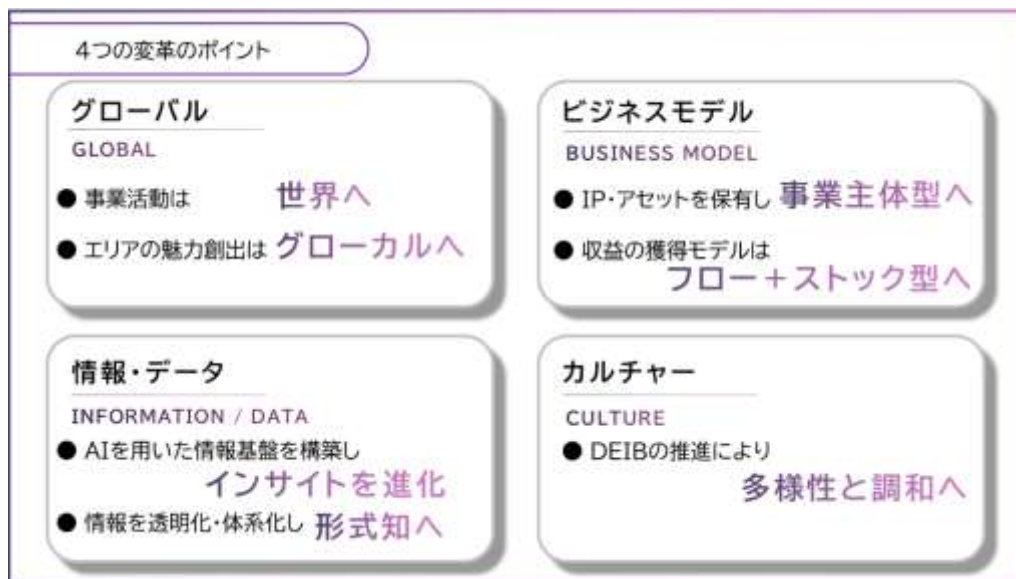 4つの変革のポイント
グローバル
GLOBAL
● 事業活動は 世界へ
● エリアの魅力創出は グローカルへ
ビジネスモデル
BUSINESS MODEL
● IP・アセットを保有し 事業主体型へ
● 収益の獲得モデルは
フロー＋ストック型へ
情報・データ
INFORMATION / DATA
● AIを用いた情報基盤を構築し
インサイトを進化
● 情報を透明化・体系化し 形式知へ
カルチャー
CULTURE
● DEIBの推進により
多様性と調和へ